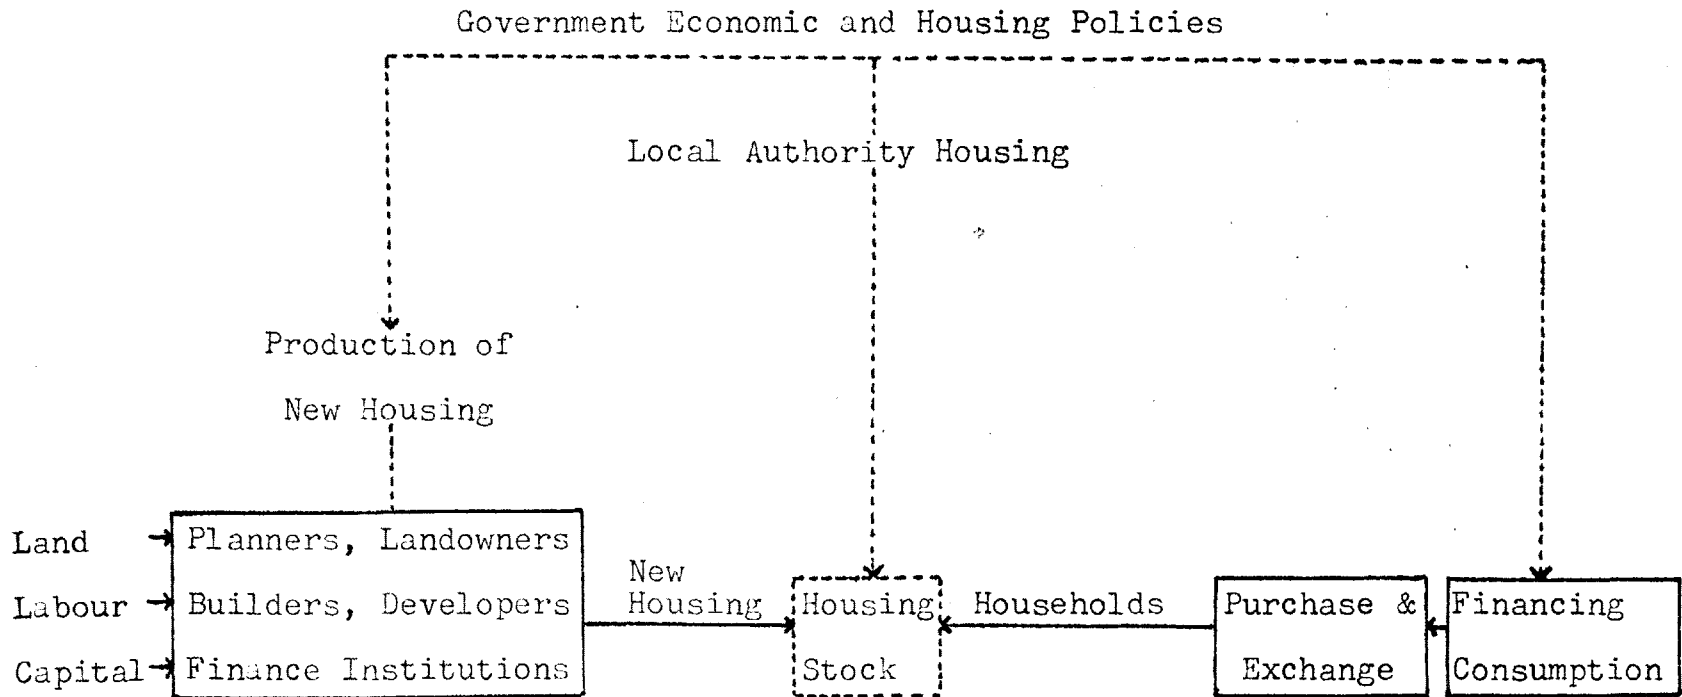 Government Economic and Housing Policies
Local Authority Housing
Production of
New Housing
Land
Planners, Landowners
Labour
Builders, Developers
Capital
Finance Institutions
New
Housing
Housing
Stock
Households
Purchase &
Exchange
Financing
Consumption